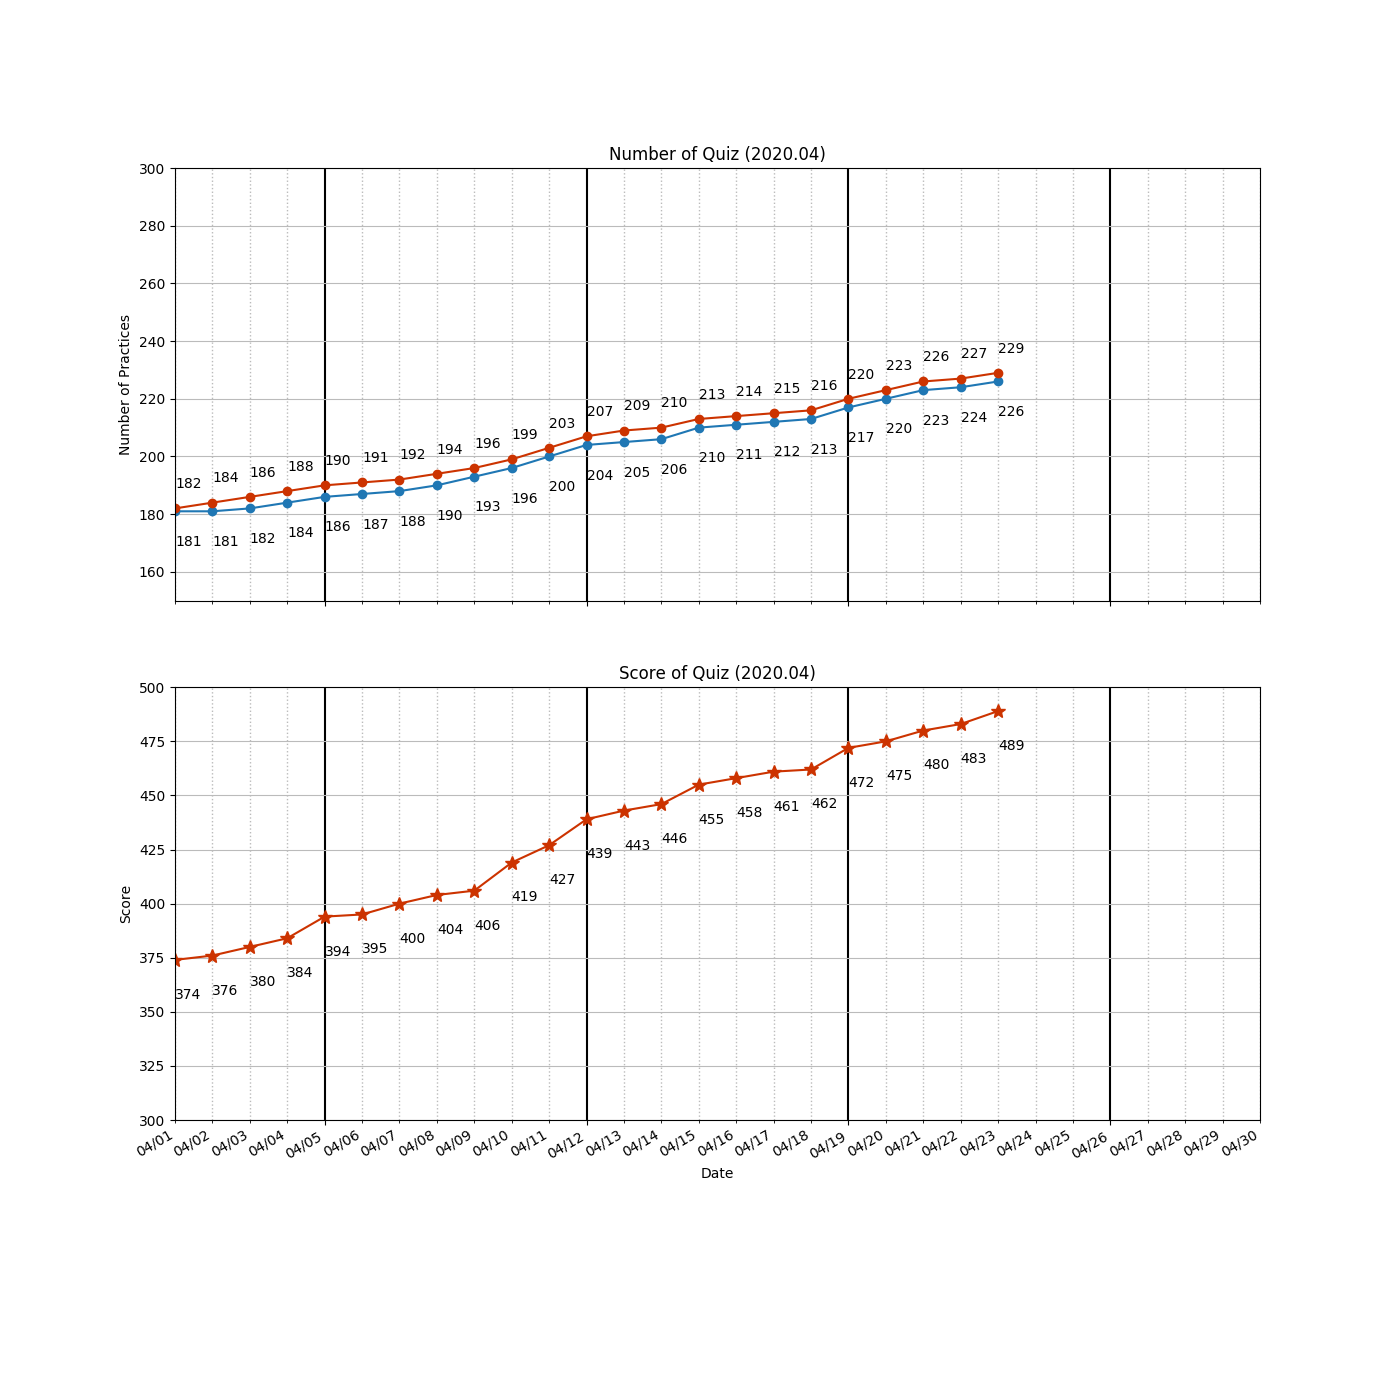 Number of Quiz (2020.04)
Number of Practices
300
280
260
240
220
200
180
160
182 184 186 188 190 191 192 194 196 199 203 207 209 210 213 214 215 216 220 223 226 227 229
181 181 182 184 186 187 188 190 193 196 200 204 205 206 210 211 212 213 217 220 223 224 226
Score of Quiz (2020.04)
Score
500
475
450
425
400
375
350
325
300
374 376 380 384 394 395 400 404 406 419 427 439 443 446 455 458 461 462 472 475 480 483 489
04/01 04/02 04/03 04/04 04/05 04/06 04/07 04/08 04/09 04/10 04/11 04/12 04/13 04/14 04/15 04/16 04/17 04/18 04/19 04/20 04/21 04/22 04/23 04/24 04/25 04/26 04/27 04/28 04/29 04/30
Date